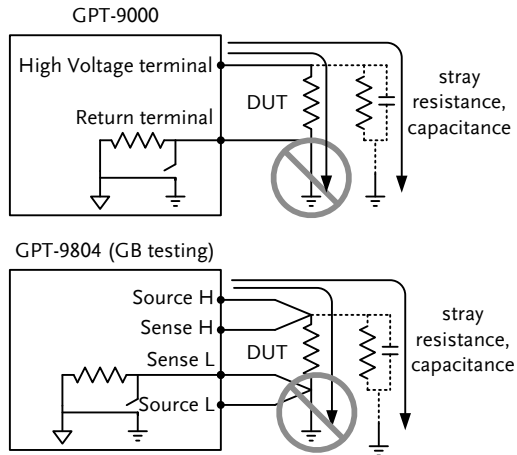 GPT-9000
High Voltage terminal
DUT
Return terminal
stray
resistance,
capacitance
GPT-9804 (GB testing)
Source H
Sense H
Sense L
DUT
Source L
stray
resistance,
capacitance